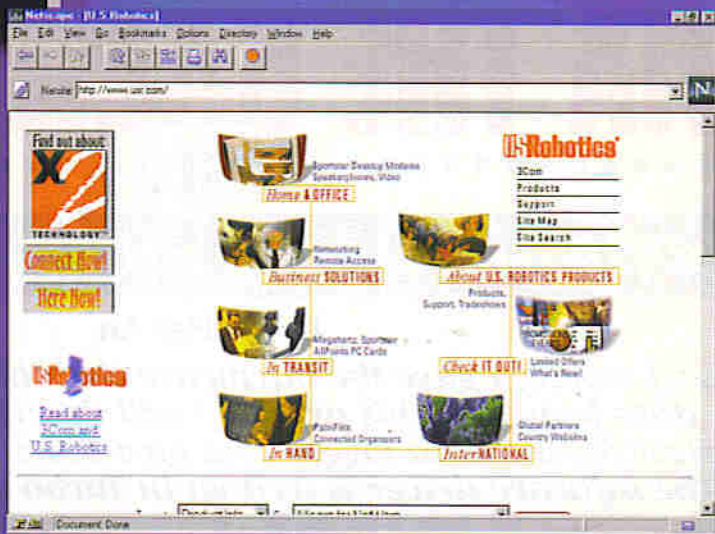 Netscape - [U.S. Robotics]
File Edit View Go Bookmarks Options Directory Window Help
Netsite: http://www.usr.com/
N
Find out about
X2
TECHNOLOGY
Connect Now!
Here Now!
U.S. Robotics
Read about
3Com and
U.S. Robotics
Sportster Desktop Modems
Speakerphones, Video
Home & OFFICE
Networking
Remote Access
Business SOLUTIONS
Megahertz, Sportster
AllPoints PC Cards
In TRANSIT
PalmPilot
Connected Organizers
In HAND
U.S. Robotics
3Com
Products
Support
Site Map
Site Search
About U.S. ROBOTICS PRODUCTS
Products,
Support, Tradeshows
Check IT OUT!
Limited Offers
What's New!
Global Partners
Country Websites
InterNATIONAL
Product Info
Document: Done